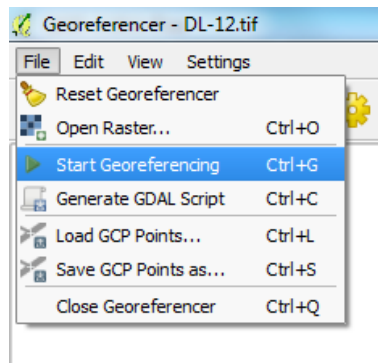 Georeferencer - DL-12.tif
File Edit View Settings
Reset Georeferencer
Open Raster... Ctrl+O
Start Georeferencing Ctrl+G
Generate GDAL Script Ctrl+C
Load GCP Points... Ctrl+L
Save GCP Points as... Ctrl+S
Close Georeferencer Ctrl+Q